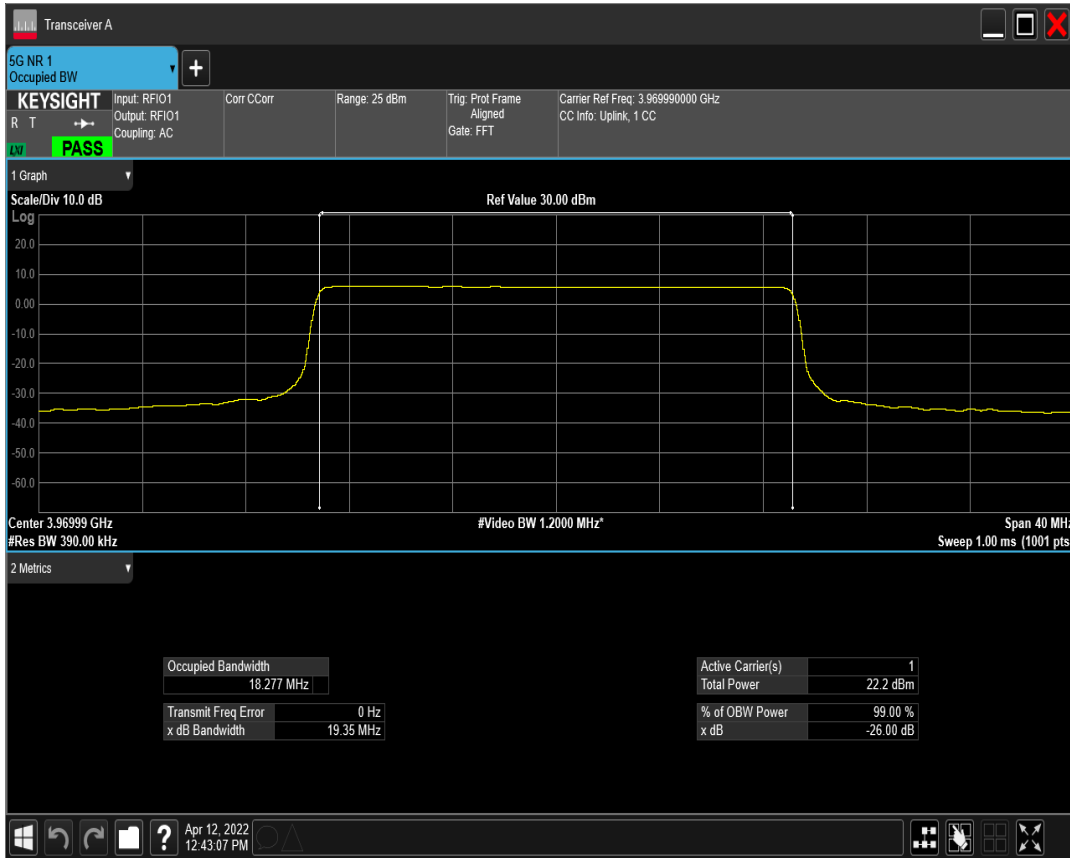 Transceiver A
5G NR 1
Occupied BW
KEYSIGHT
R T
LXI
PASS
Input: RFIO1
Output: RFIO1
Coupling: AC
Corr CCorr
Range: 25 dBm
Trig: Prot Frame
Aligned
Gate: FFT
Carrier Ref Freq: 3.969990000 GHz
CC Info: Uplink, 1 CC
1 Graph
Scale/Div 10.0 dB
Ref Value 30.00 dBm
Log
20.0
10.0
0.00
-10.0
-20.0
-30.0
-40.0
-50.0
-60.0
Center 3.96999 GHz
#Video BW 1.2000 MHz*
Span 40 MHz
#Res BW 390.00 kHz
Sweep 1.00 ms (1001 pts
2 Metrics
Occupied Bandwidth
18.277 MHz
Transmit Freq Error 0 Hz
x dB Bandwidth 19.35 MHz
Active Carrier(s) 1
Total Power 22.2 dBm
% of OBW Power 99.00 %
x dB -26.00 dB
?
Apr 12, 2022
12:43:07 PM